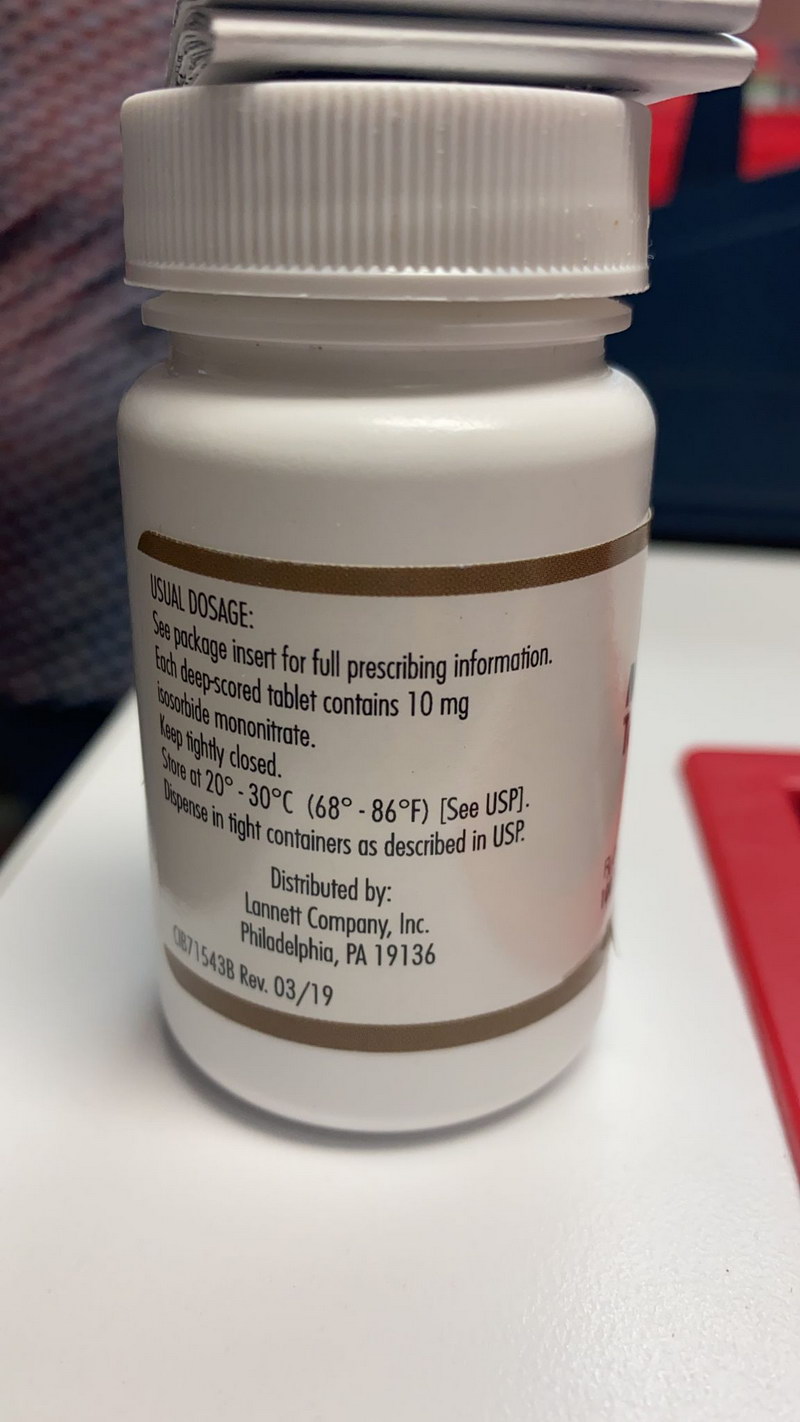 USUAL DOSAGE:
See package insert for full prescribing information.
Each deep-scored tablet contains 10 mg
isosorbide mononitrate.
Keep tightly closed.
Store at 20° - 30°C (68° - 86°F) [See USP].
Dispense in tight containers as described in USP.
Distributed by:
Lannett Company, Inc.
Philadelphia, PA 19136
CIB71543B Rev. 03/19